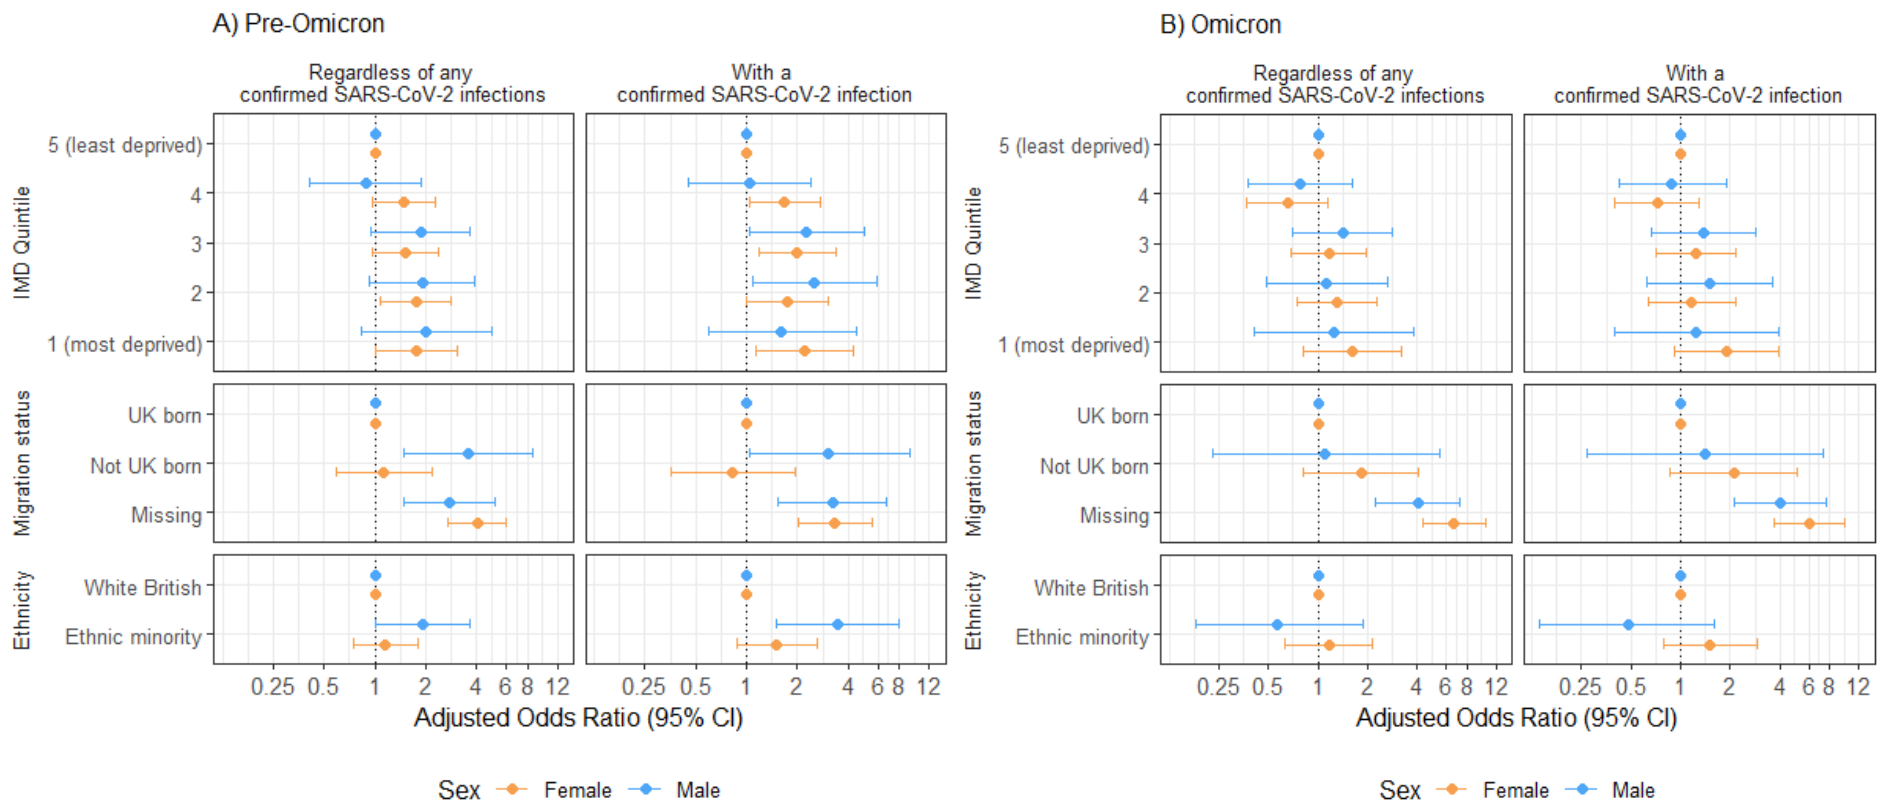 A) Pre-Omicron
Regardless of any
confirmed SARS-CoV-2 infections
With a
confirmed SARS-CoV-2 infection
IMD Quintile
5 (least deprived)
4
3
2
1 (most deprived)
Migration status
UK born
Not UK born
Missing
Ethnicity
White British
Ethnic minority
0.25 0.5 1 2 4 6 8 12
0.25 0.5 1 2 4 6 8 12
Adjusted Odds Ratio (95% CI)
Sex Female Male
B) Omicron
Regardless of any
confirmed SARS-CoV-2 infections
With a
confirmed SARS-CoV-2 infection
IMD Quintile
5 (least deprived)
4
3
2
1 (most deprived)
Migration status
UK born
Not UK born
Missing
Ethnicity
White British
Ethnic minority
0.25 0.5 1 2 4 6 8 12
0.25 0.5 1 2 4 6 8 12
Adjusted Odds Ratio (95% CI)
Sex Female Male